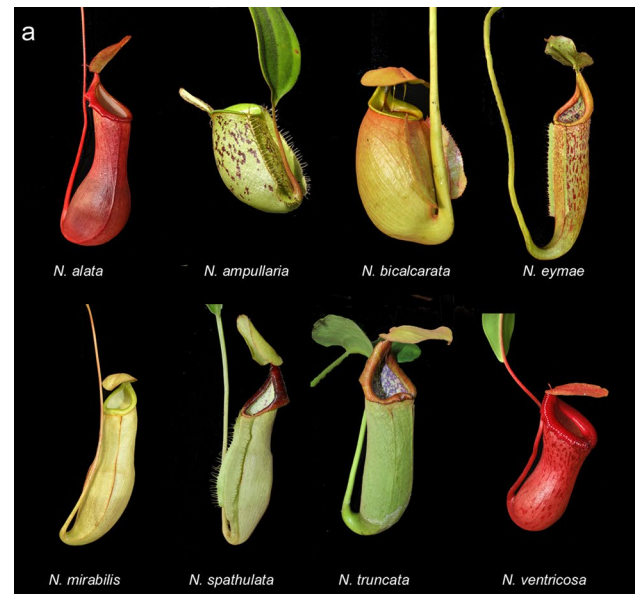 a
N. alata
N. ampullaria
N. bicalcarata
N. eymae
N. mirabilis
N. spathulata
N. truncata
N. ventricosa